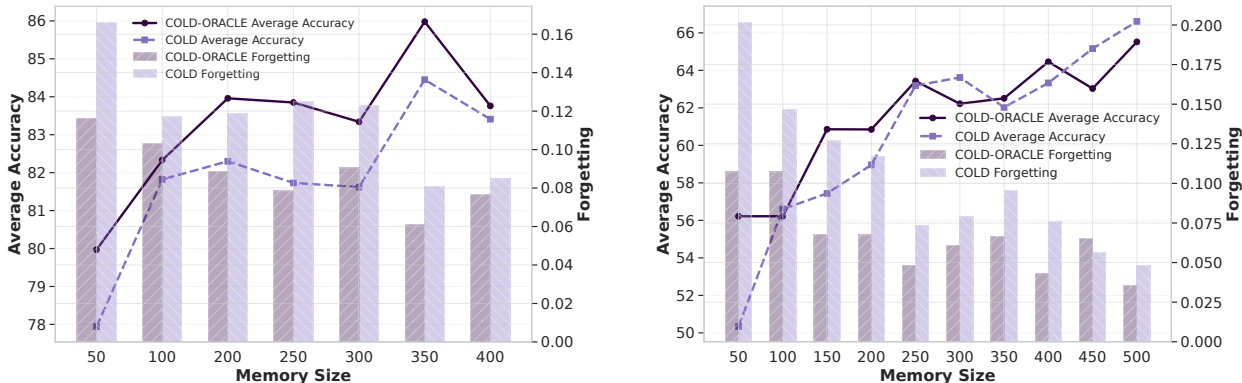 COLD-ORACLE Average Accuracy
COLD Average Accuracy
COLD-ORACLE Forgetting
COLD Forgetting
Average Accuracy
86
85
84
83
82
81
80
79
78
0.16
0.14
0.12
0.10
0.08
0.06
0.04
0.02
0.00
Forgetting
50 100 200 250 300 350 400
Memory Size
COLD-ORACLE Average Accuracy
COLD Average Accuracy
COLD-ORACLE Forgetting
COLD Forgetting
Average Accuracy
66
64
62
60
58
56
54
52
50
0.200
0.175
0.150
0.125
0.100
0.075
0.050
0.025
0.000
Forgetting
50 100 150 200 250 300 350 400 450 500
Memory Size